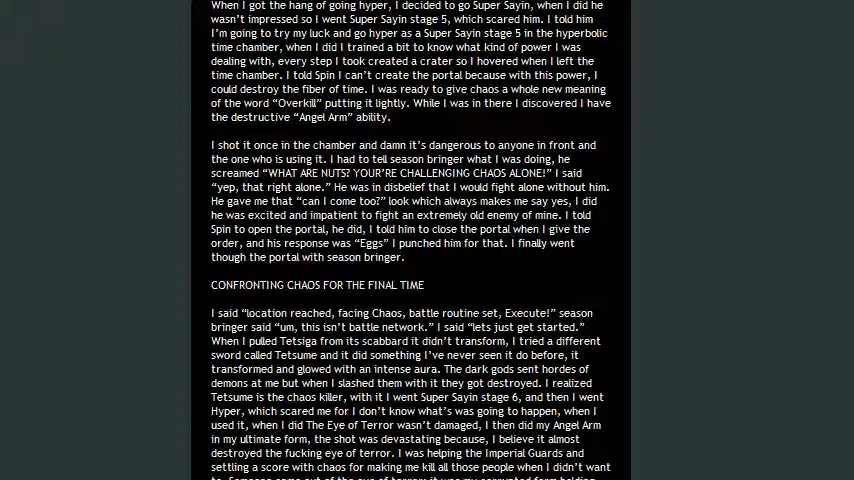 When I got the hang of going hyper, I decided to go Super Sayin, when I did he
wasn't impressed so I went Super Sayin stage 5, which scared him. I told him
I'm going to try my luck and go hyper as a Super Sayin stage 5 in the hyperbolic
time chamber, when I did I trained a bit to know what kind of power I was
dealing with, every step I took created a crater so I hovered when I left the
time chamber. I told Spin I can't create the portal because with this power, I
could destroy the fiber of time. I was ready to give chaos a whole new meaning
of the word "Overkill" putting it lightly. While I was in there I discovered I have
the destructive "Angel Arm" ability.
I shot it once in the chamber and damn it's dangerous to anyone in front and
the one who is using it. I had to tell season bringer what I was doing, he
screamed "WHAT ARE NUTS? YOUR'RE CHALLENGING CHAOS ALONE!" I said
"yep, that right alone." He was in disbelief that I would fight alone without him.
He gave me that "can I come too?" look which always makes me say yes, I did
he was excited and impatient to fight an extremely old enemy of mine. I told
Spin to open the portal, he did, I told him to close the portal when I give the
order, and his response was "Eggs" I punched him for that. I finally went
though the portal with season bringer.
CONFRONTING CHAOS FOR THE FINAL TIME
I said "location reached, facing Chaos, battle routine set, Execute!" season
bringer said "um, this isn't battle network." I said "lets just get started."
When I pulled Tetsiga from its scabbard it didn't transform, I tried a different
sword called Tetsume and it did something I've never seen it do before, it
transformed and glowed with an intense aura. The dark gods sent hordes of
demons at me but when I slashed them with it they got destroyed. I realized
Tetsume is the chaos killer, with it I went Super Sayin stage 6, and then I went
Hyper, which scared me for I don't know what's was going to happen, when I
used it, when I did The Eye of Terror wasn't damaged, I then did my Angel Arm
in my ultimate form, the shot was devastating because, I believe it almost
destroyed the fucking eye of terror. I was helping the Imperial Guards and
settling a score with chaos for making me kill all those people when I didn't want